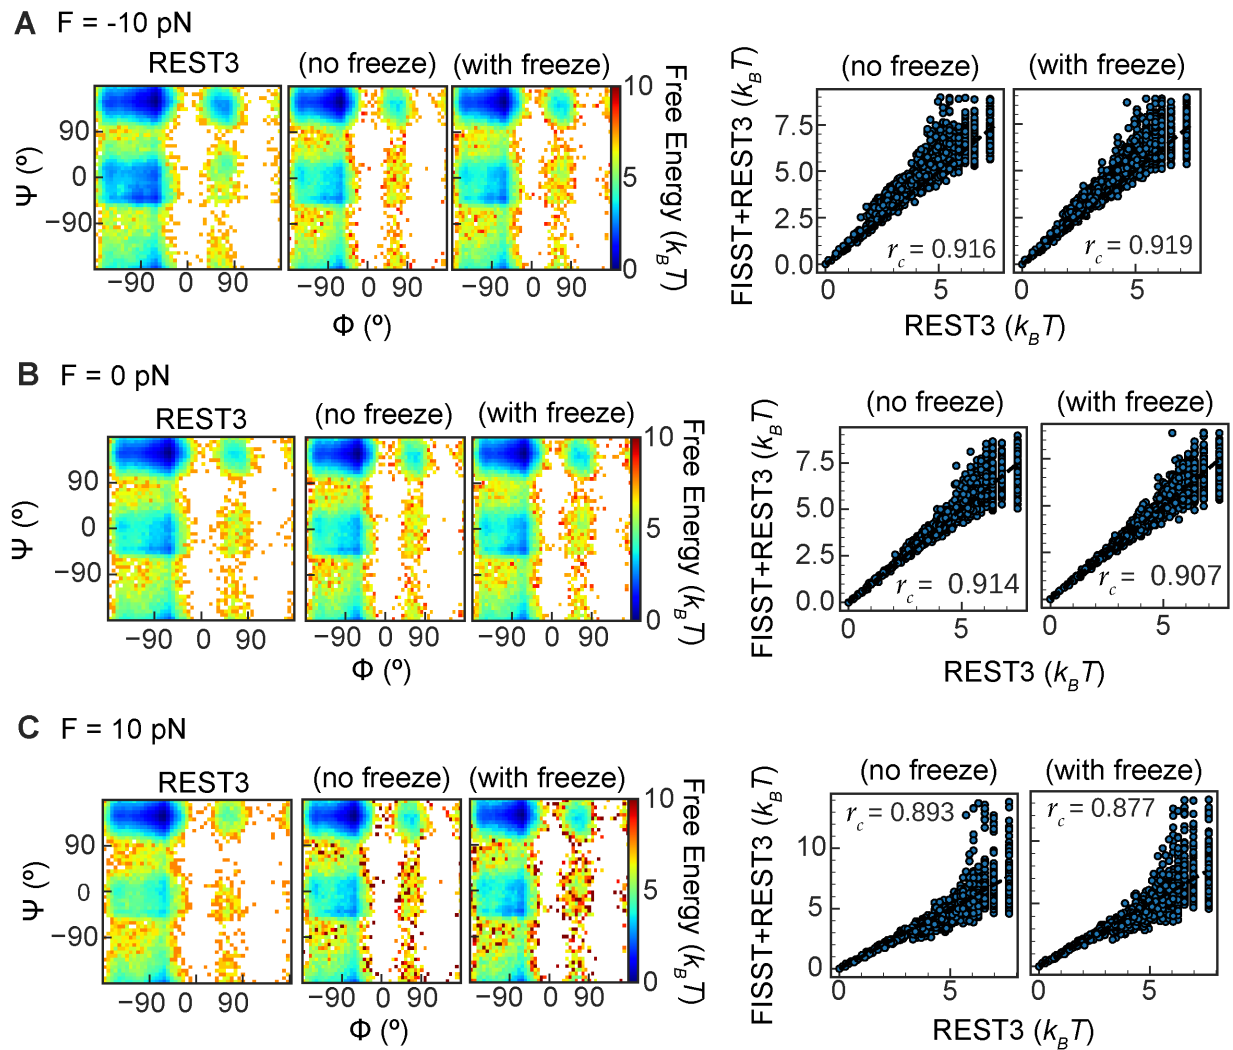 A F = -10 pN
REST3 (no freeze) (with freeze)
Ψ (º)
90
0
−90
−90 0 90 −90 0 90 −90 0 90
Φ (º)
10
5
0
Free Energy (kBT)
(no freeze) (with freeze)
FISST+REST3 (kBT)
7.5
5.0
2.5
0.0
rc = 0.916 rc = 0.919
0 5 0 5
REST3 (kBT)
B F = 0 pN
REST3 (no freeze) (with freeze)
Ψ (º)
90
0
−90
−90 0 90 −90 0 90 −90 0 90
Φ (º)
10
5
0
Free Energy (kBT)
(no freeze) (with freeze)
FISST+REST3 (kBT)
7.5
5.0
2.5
0.0
rc = 0.914 rc = 0.907
0 5 0 5
REST3 (kBT)
C F = 10 pN
REST3 (no freeze) (with freeze)
Ψ (º)
90
0
−90
−90 0 90 −90 0 90 −90 0 90
Φ (º)
10
5
0
Free Energy (kBT)
(no freeze) (with freeze)
FISST+REST3 (kBT)
rc = 0.893 rc = 0.877
10
5
0
0 5 0 5
REST3 (kBT)